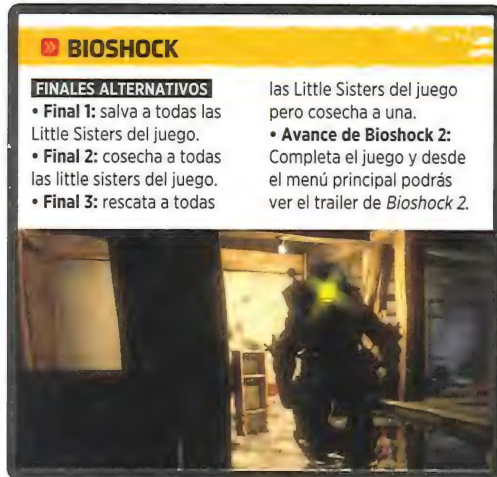 BIOSHOCK
FINALES ALTERNATIVOS
• Final 1: salva a todas las
Little Sisters del juego.
• Final 2: cosecha a todas
las little sisters del juego.
• Final 3: rescata a todas
las Little Sisters del juego
pero cosecha a una.
• Avance de Bioshock 2:
Completa el juego y desde
el menú principal podrás
ver el trailer de Bioshock 2.